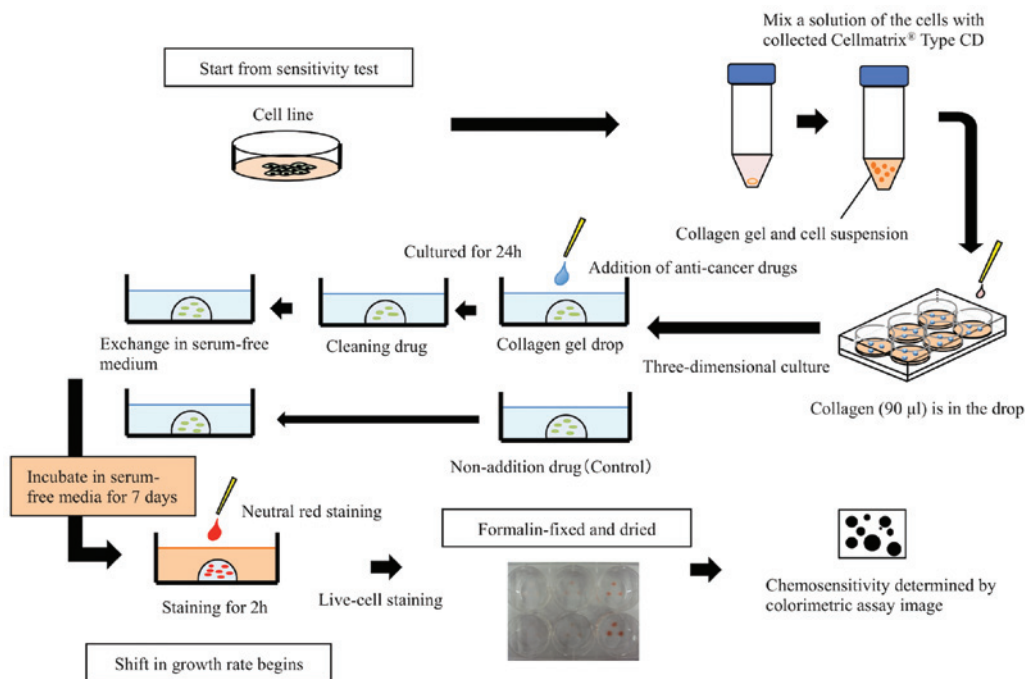 Mix a solution of the cells with
collected Cellmatrix® Type CD
Start from sensitivity test
Cell line
Collagen gel and cell suspension
Cultured for 24h
Addition of anti-cancer drugs
Exchange in serum-free
medium
Cleaning drug
Collagen gel drop
Three-dimensional culture
Collagen (90 µl) is in the drop
Non-addition drug (Control)
Incubate in serum-
free media for 7 days
Neutral red staining
Formalin-fixed and dried
Staining for 2h
Live-cell staining
Chemosensitivity determined by
colorimetric assay image
Shift in growth rate begins